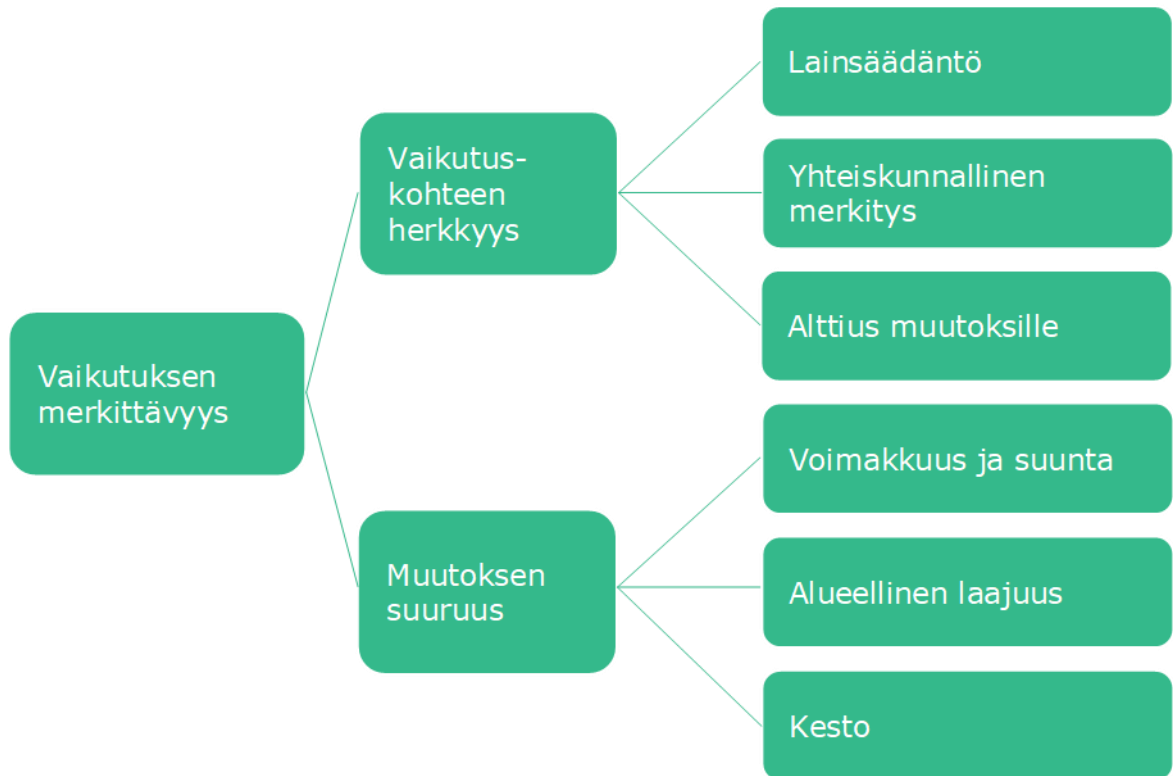 Vaikutuksen
merkittävyys
Vaikutus-
kohteen
herkkyys
Lainsäädäntö
Yhteiskunnallinen
merkitys
Alttius muutoksille
Muutoksen
suuruus
Voimakkuus ja suunta
Alueellinen laajuus
Kesto